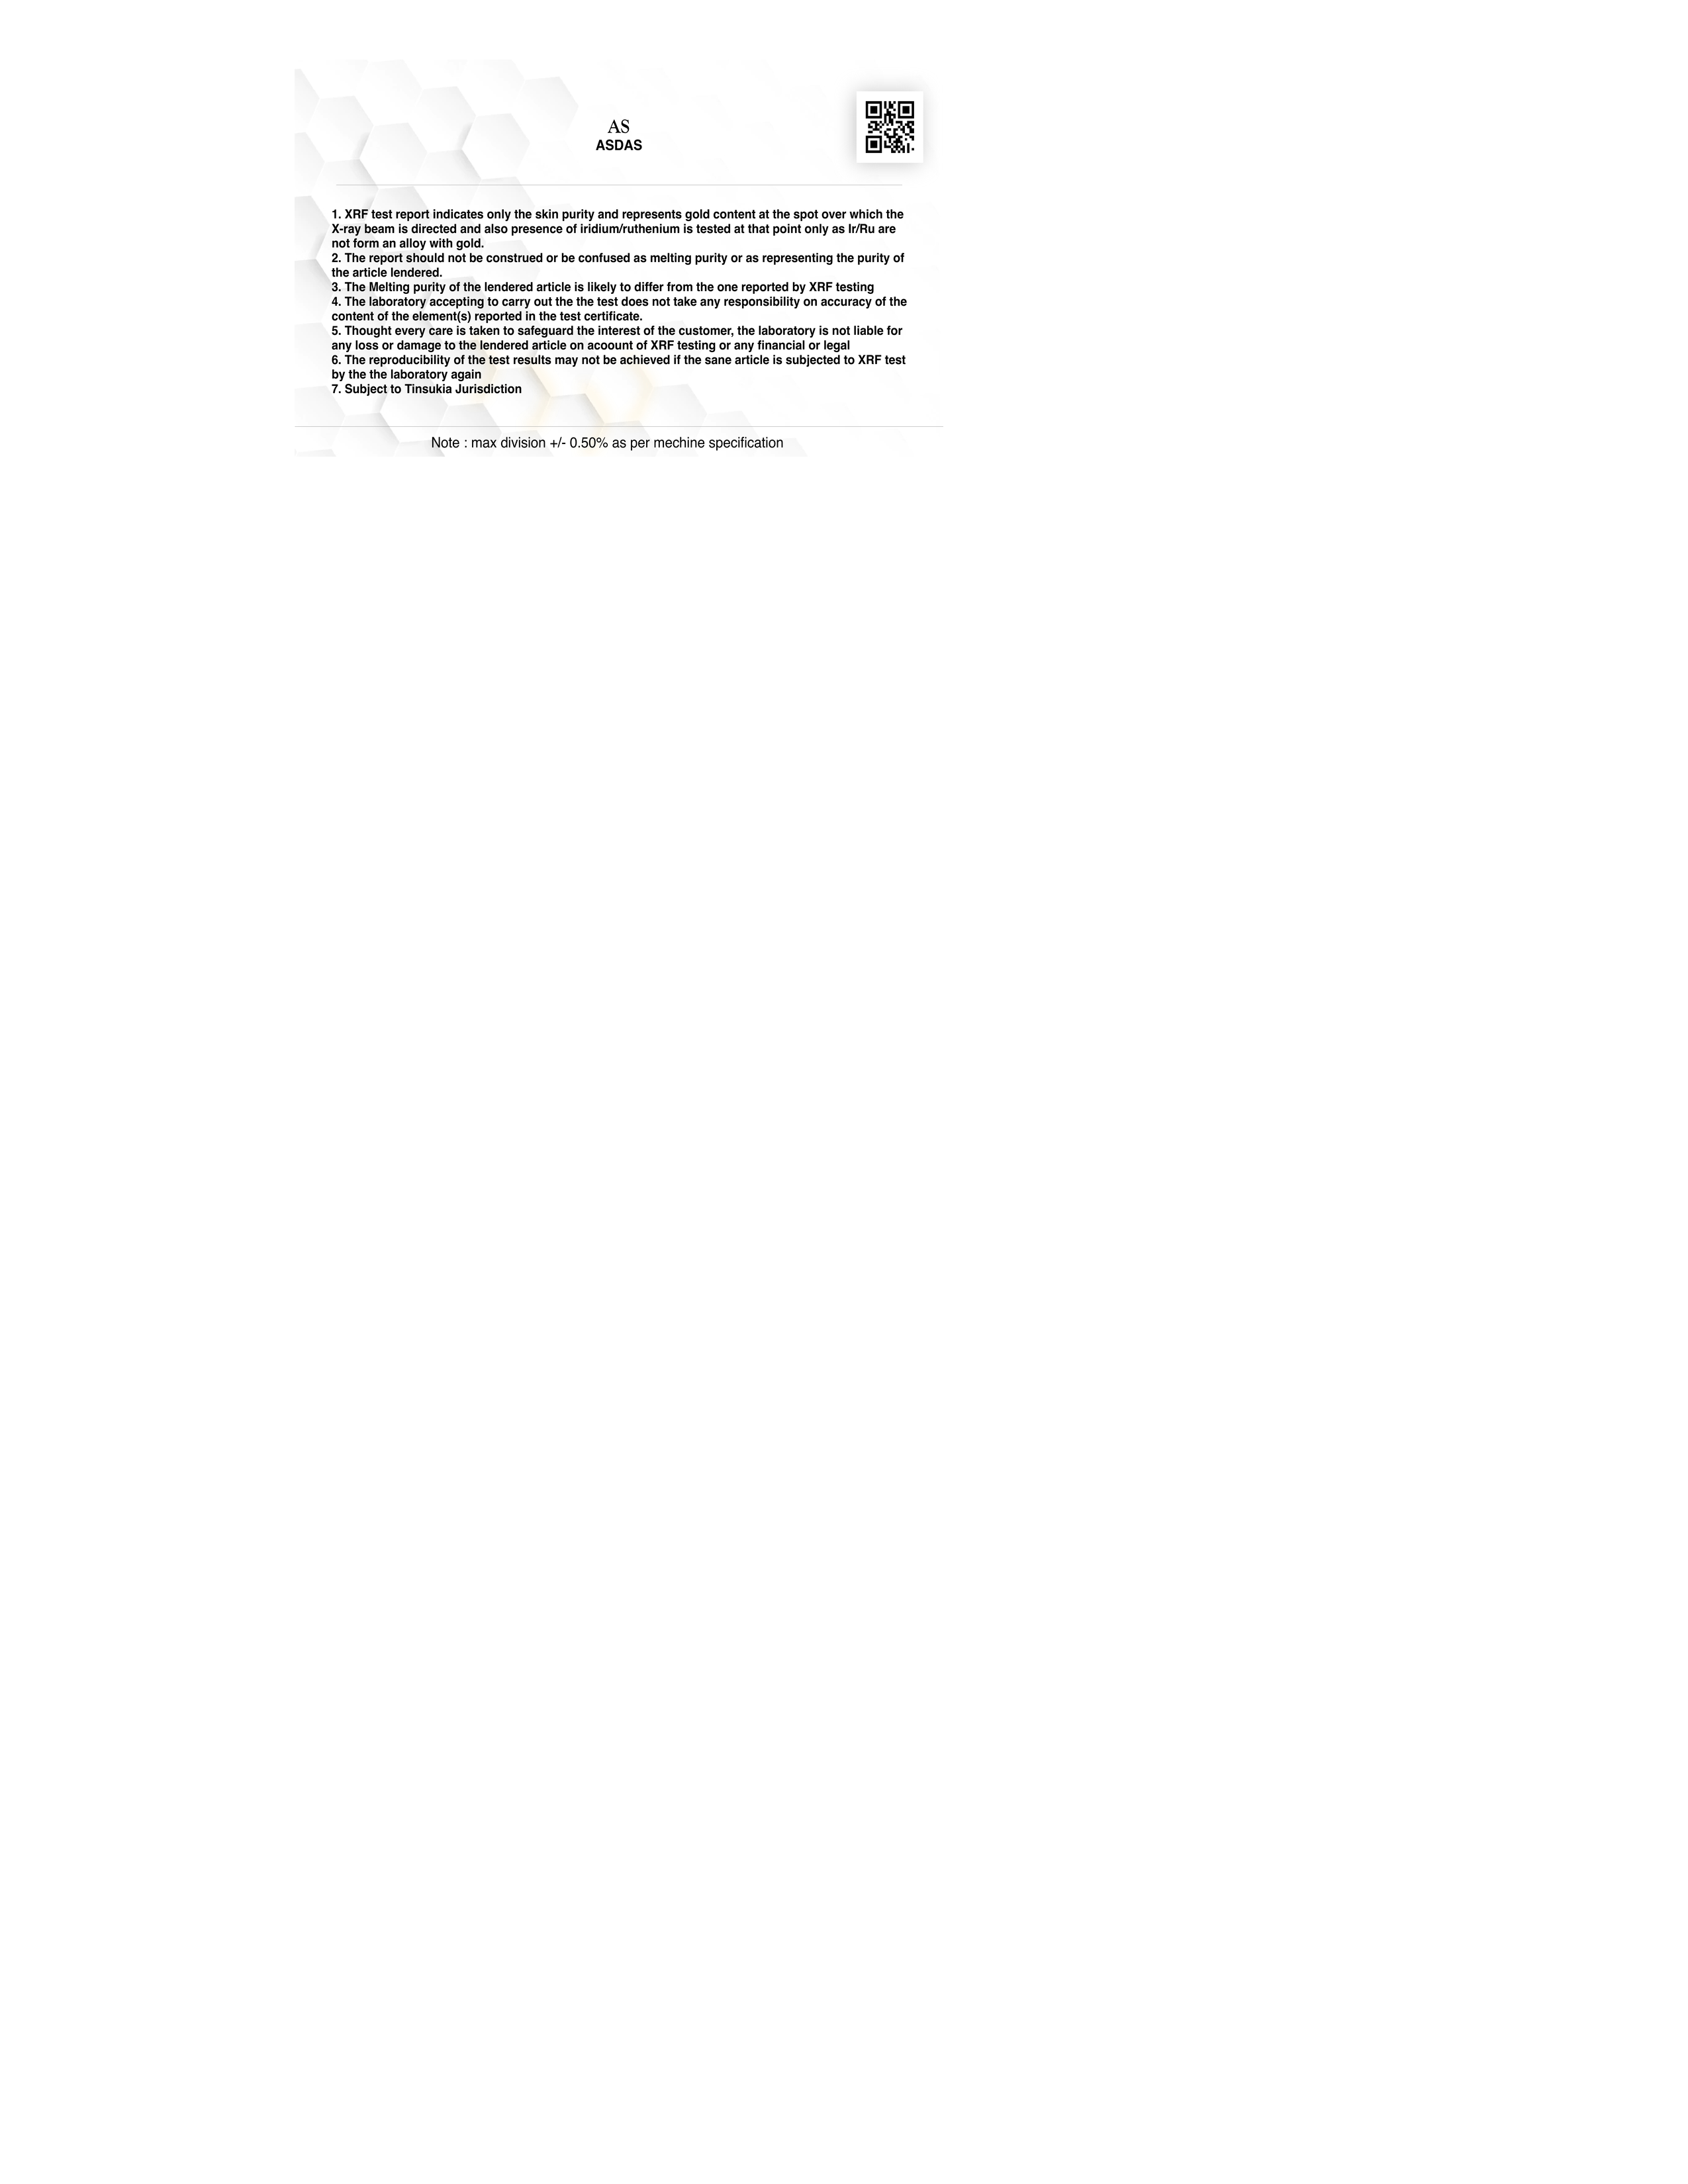 AS
ASDAS
1. XRF test report indicates only the skin purity and represents gold content at the spot over which the
X-ray beam is directed and also presence of iridium/ruthenium is tested at that point only as Ir/Ru are
not form an alloy with gold.
2. The report should not be construed or be confused as melting purity or as representing the purity of
the article lendered.
3. The Melting purity of the lendered article is likely to differ from the one reported by XRF testing
4. The laboratory accepting to carry out the the test does not take any responsibility on accuracy of the
content of the element(s) reported in the test certificate.
5. Thought every care is taken to safeguard the interest of the customer, the laboratory is not liable for
any loss or damage to the lendered article on acoount of XRF testing or any financial or legal
6. The reproducibility of the test results may not be achieved if the sane article is subjected to XRF test
by the the laboratory again
7. Subject to Tinsukia Jurisdiction
Note : max division +/- 0.50% as per mechine specification